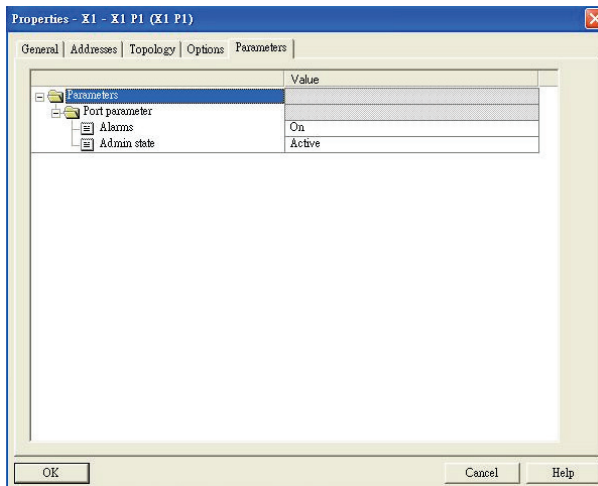 Properties - X1 - X1 P1 (X1 P1)
General Addresses Topology Options Parameters
Value
Parameters
Port parameter
Alarms On
Admin state Active
OK Cancel Help